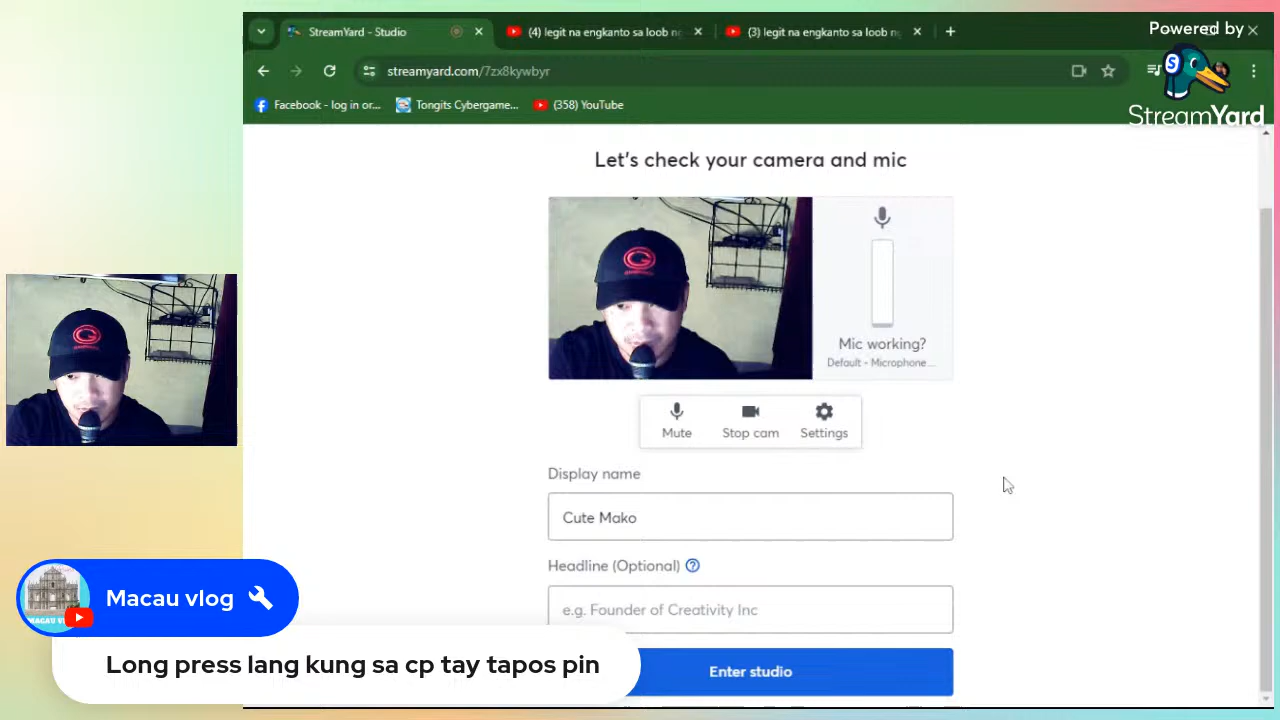 StreamYard - Studio
(4) legit na engkanto sa loob n
(3) legit na engkanto sa loob n
Powered by
streamyard.com/7zx8kywbyr
StreamYard
Facebook - log in or...
Tongits Cybergame...
(358) YouTube
Let's check your camera and mic
Mic working?
Default - Microphone ...
Mute
Stop cam
Settings
Display name
Cute Mako
Headline (Optional)
e.g. Founder of Creativity Inc
Enter studio
Macau vlog
Long press lang kung sa cp tay tapos pin